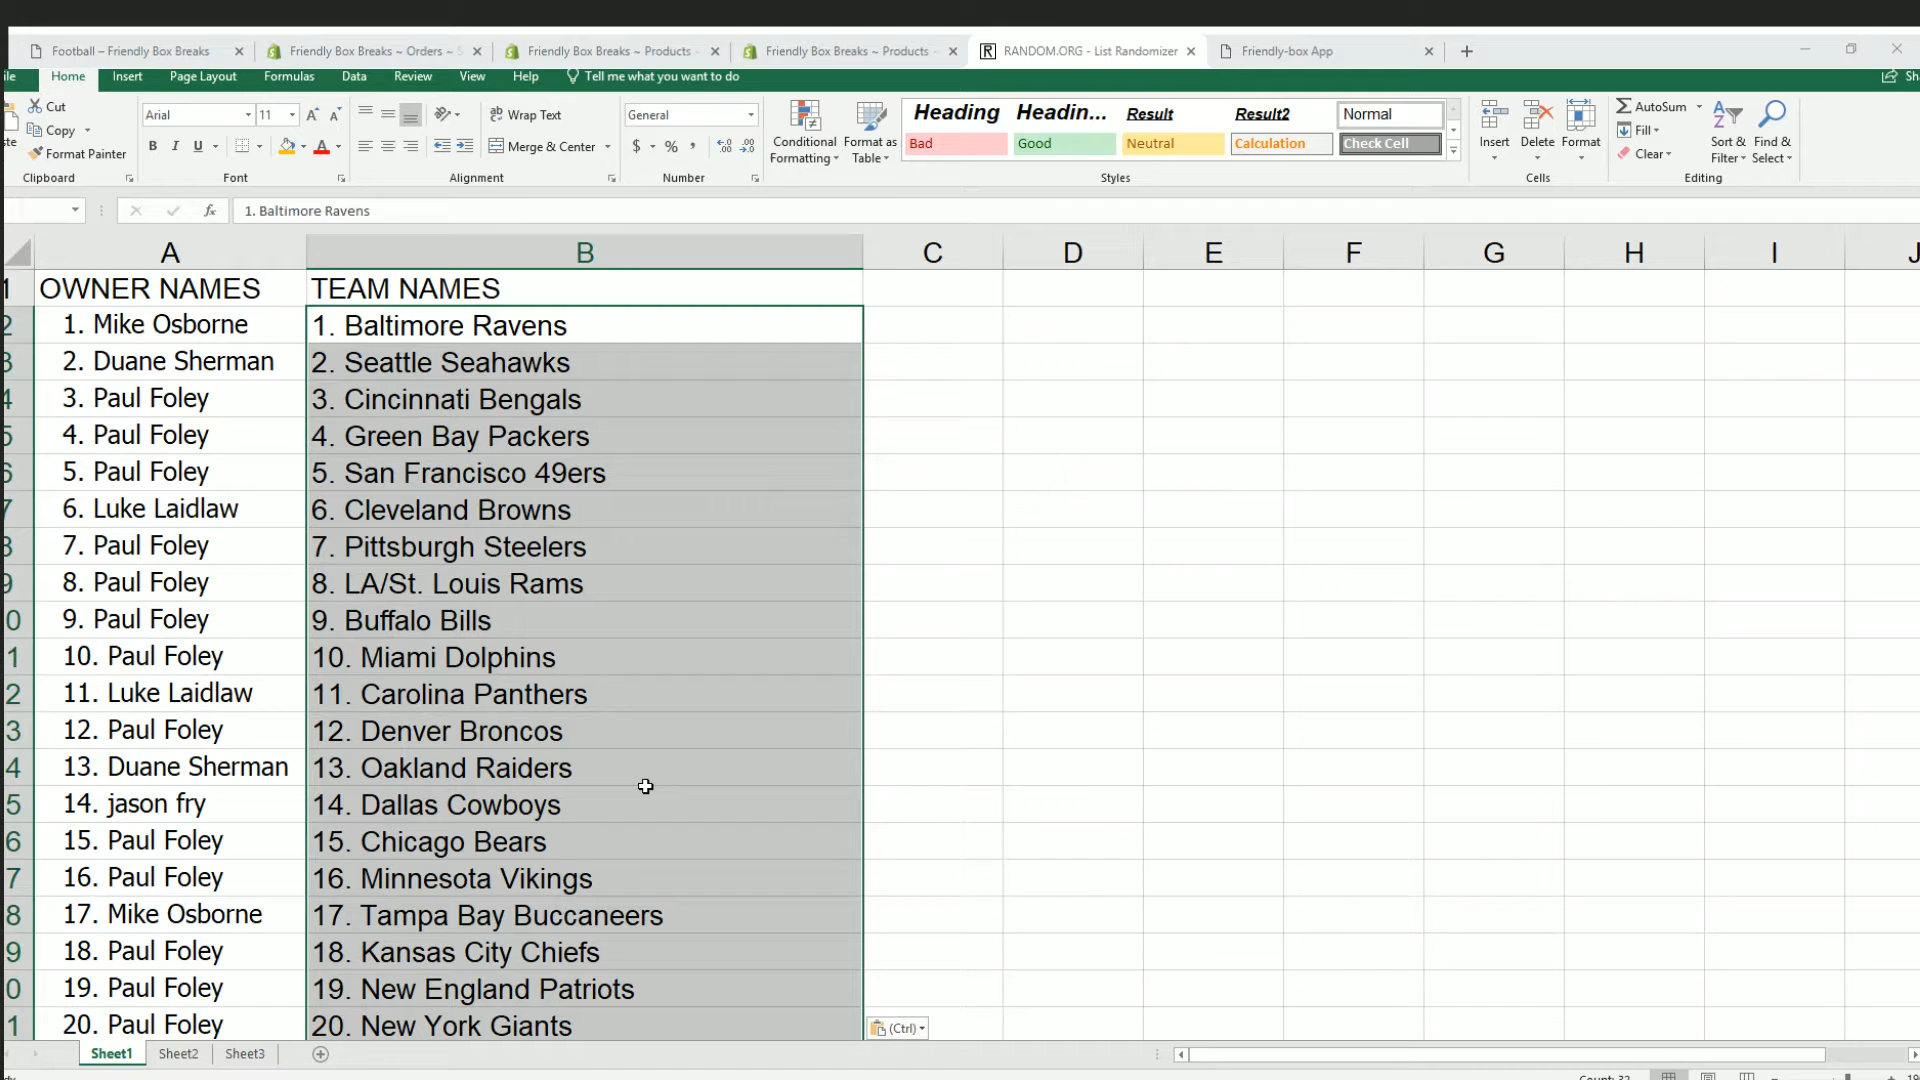 Football – Friendly Box Breaks Friendly Box Breaks ~ Orders ~ Friendly Box Breaks ~ Products Friendly Box Breaks ~ Products RANDOM.ORG - List Randomizer Friendly-box App
Home Insert Page Layout Formulas Data Review View Help Tell me what you want to do
Cut
Copy
Format Painter
Clipboard
Arial 11
B I U A
Font
Wrap Text
Merge & Center
Alignment
General
$ % ,
Number
Conditional Formatting
Format as Table
Heading Headin... Result Result2 Normal
Bad Good Neutral Calculation Check Cell
Styles
Insert Delete Format
Cells
AutoSum
Fill
Clear
Sort & Filter
Find & Select
Editing
fx 1. Baltimore Ravens
A B C D E F G H I J
OWNER NAMES TEAM NAMES
1. Mike Osborne 1. Baltimore Ravens
2. Duane Sherman 2. Seattle Seahawks
3. Paul Foley 3. Cincinnati Bengals
4. Paul Foley 4. Green Bay Packers
5. Paul Foley 5. San Francisco 49ers
6. Luke Laidlaw 6. Cleveland Browns
7. Paul Foley 7. Pittsburgh Steelers
8. Paul Foley 8. LA/St. Louis Rams
9. Paul Foley 9. Buffalo Bills
10. Paul Foley 10. Miami Dolphins
11. Luke Laidlaw 11. Carolina Panthers
12. Paul Foley 12. Denver Broncos
13. Duane Sherman 13. Oakland Raiders
14. jason fry 14. Dallas Cowboys
15. Paul Foley 15. Chicago Bears
16. Paul Foley 16. Minnesota Vikings
17. Mike Osborne 17. Tampa Bay Buccaneers
18. Paul Foley 18. Kansas City Chiefs
19. Paul Foley 19. New England Patriots
20. Paul Foley 20. New York Giants
(Ctrl)
Sheet1 Sheet2 Sheet3
Count: 32